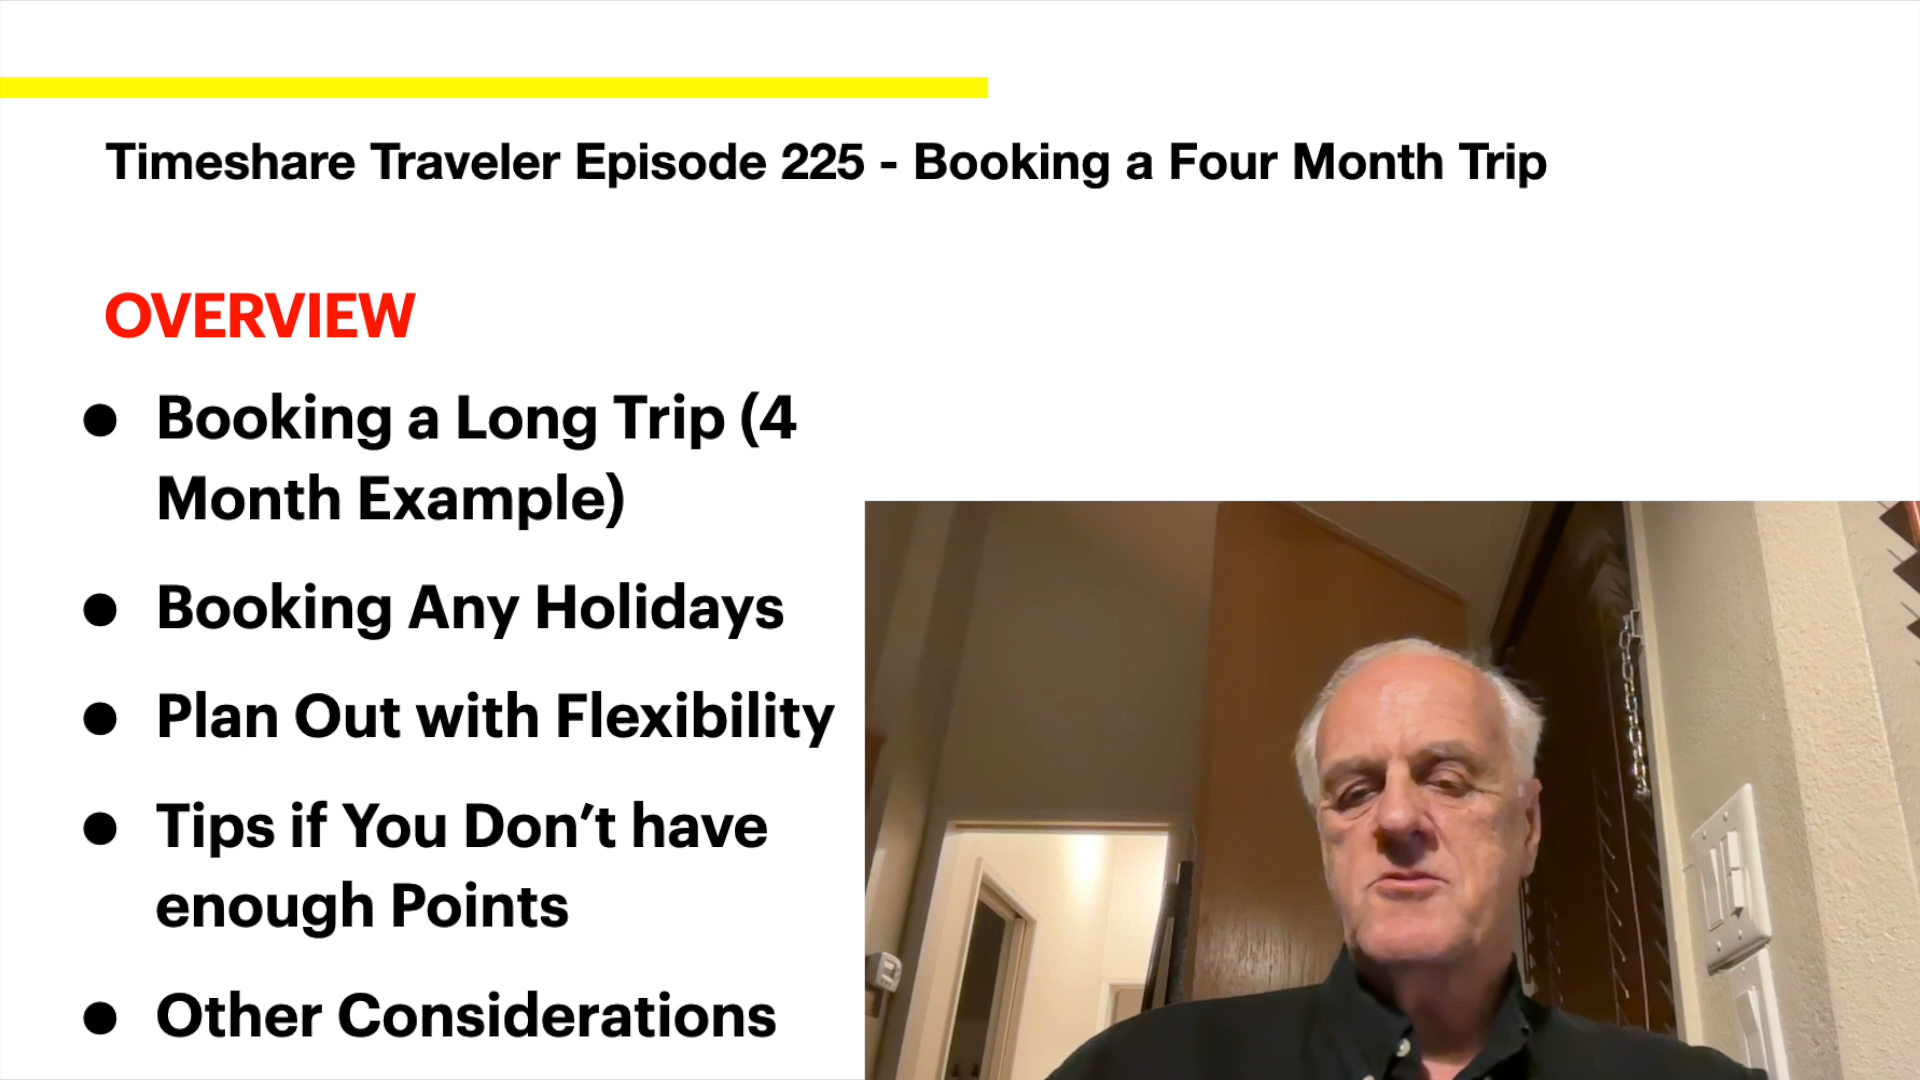 Timeshare Traveler Episode 225 - Booking a Four Month Trip
OVERVIEW
● Booking a Long Trip (4
Month Example)
● Booking Any Holidays
● Plan Out with Flexibility
● Tips if You Don’t have
enough Points
● Other Considerations